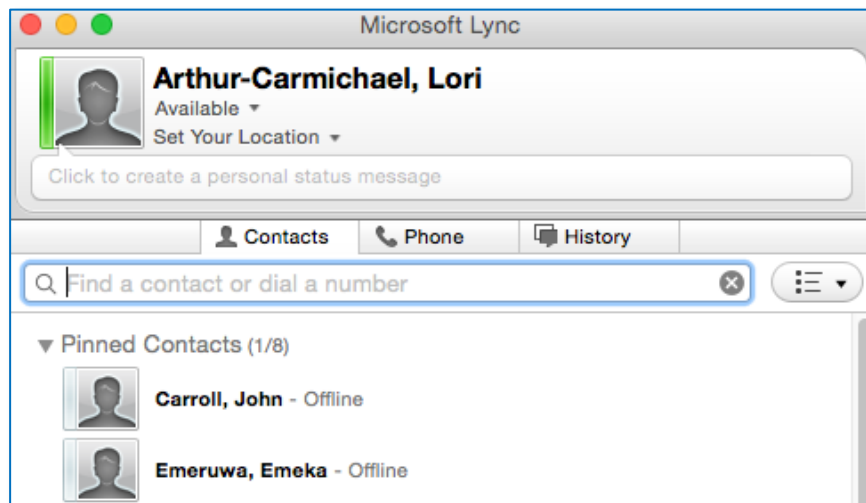 Microsoft Lync
Arthur-Carmichael, Lori
Available
Set Your Location
Click to create a personal status message
Contacts Phone History
Find a contact or dial a number
Pinned Contacts (1/8)
Carroll, John - Offline
Emeruwa, Emeka - Offline